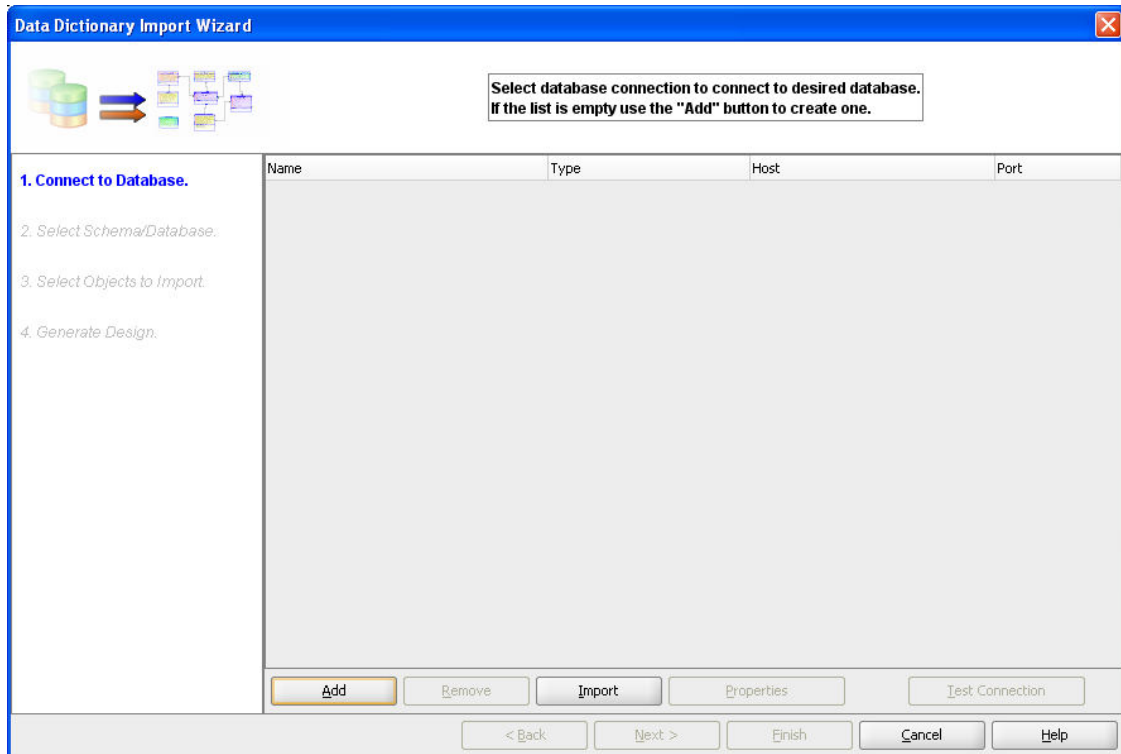 Data Dictionary Import Wizard
Select database connection to connect to desired database.
If the list is empty use the "Add" button to create one.
1. Connect to Database.
2. Select Schema/Database.
3. Select Objects to Import.
4. Generate Design.
Name Type Host Port
Add Remove Import Properties Test Connection
< Back Next > Finish Cancel Help